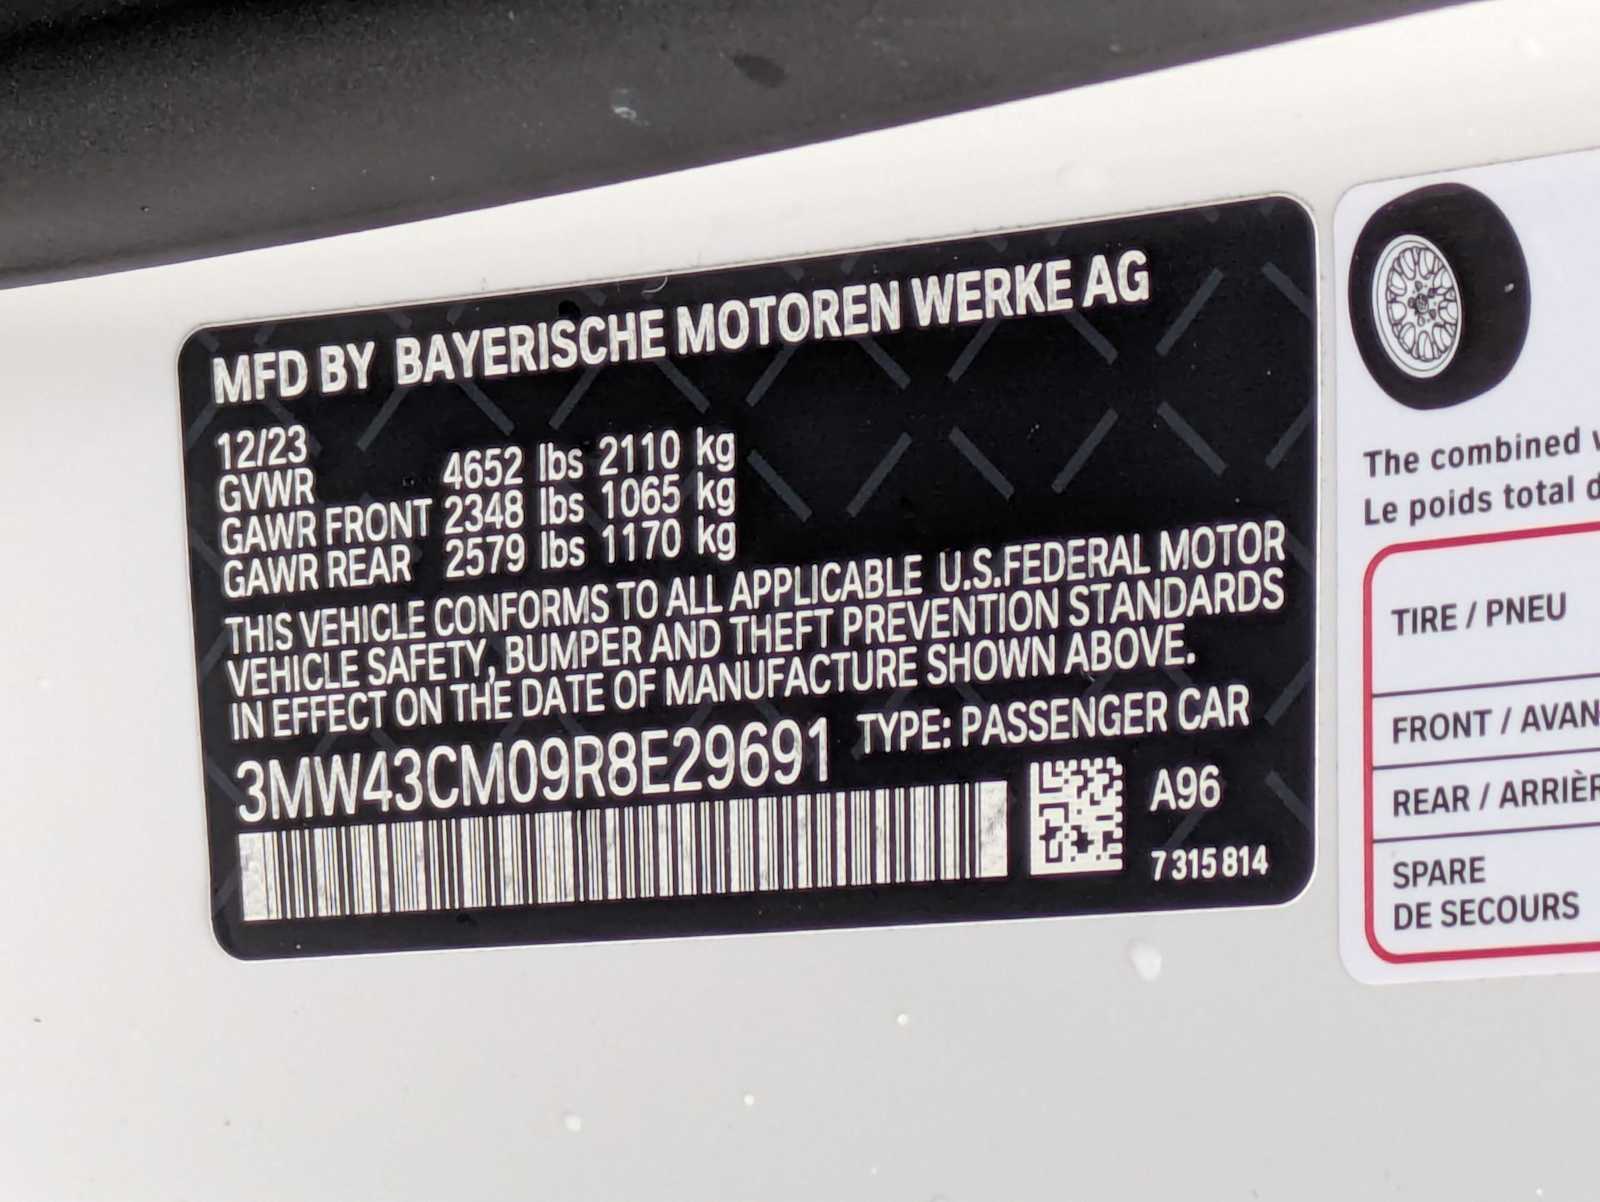 MFD BY BAYERISCHE MOTOREN WERKE AG
12/23
GVWR 4652 lbs 2110 kg
GAWR FRONT 2348 lbs 1065 kg
GAWR REAR 2579 lbs 1170 kg
THIS VEHICLE CONFORMS TO ALL APPLICABLE U.S.FEDERAL MOTOR
VEHICLE SAFETY, BUMPER AND THEFT PREVENTION STANDARDS
IN EFFECT ON THE DATE OF MANUFACTURE SHOWN ABOVE.
3MW43CM09R8E29691 TYPE: PASSENGER CAR
A96
7 315 814
The combined
Le poids total
TIRE / PNEU
FRONT / AVAN
REAR / ARRIÈR
SPARE
DE SECOURS